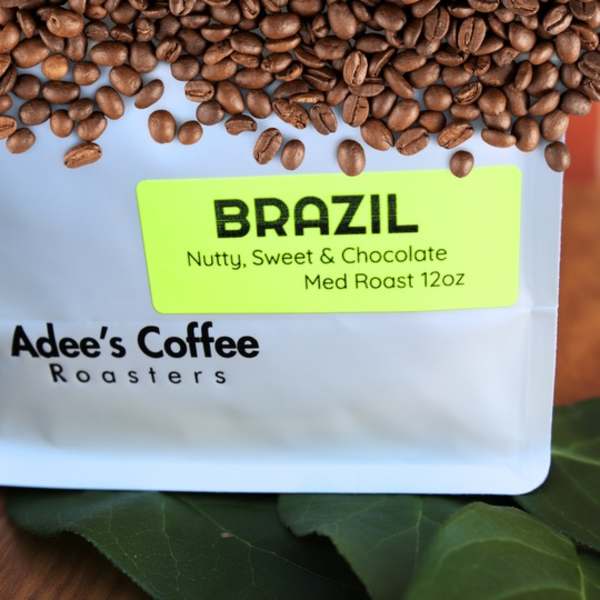 BRAZIL
Nutty, Sweet & Chocolate
Med Roast 12oz
Adee's Coffee
Roasters